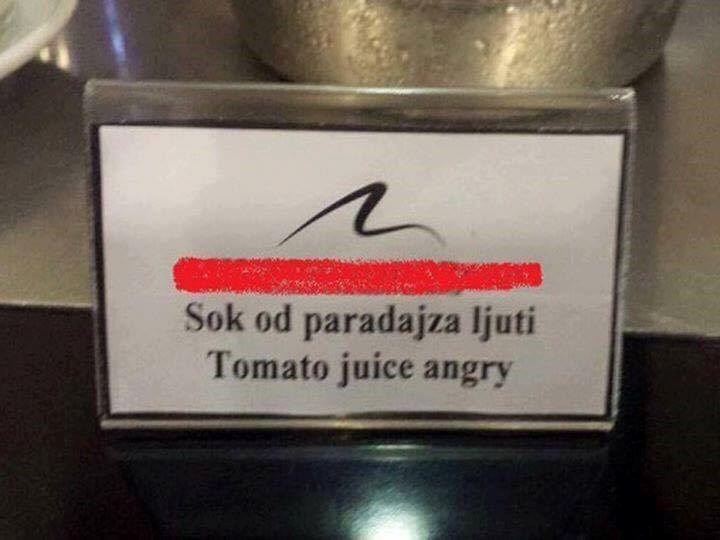 Sok od paradajza ljuti
Tomato juice angry